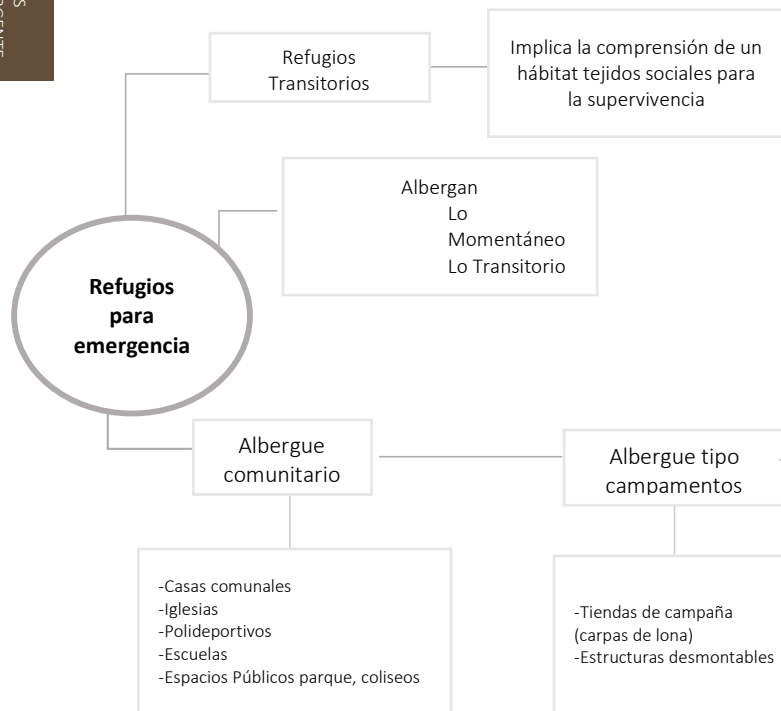 Refugios
Transitorios
Implica la comprensión de un
hábitat tejidos sociales para
la supervivencia
Albergan
Lo
Momentáneo
Lo Transitorio
Refugios
para
emergencia
Albergue
comunitario
Albergue tipo
campamentos
-Casas comunales
-Iglesias
-Polideportivos
-Escuelas
-Espacios Públicos parque, coliseos
-Tiendas de campaña
(carpas de lona)
-Estructuras desmontables